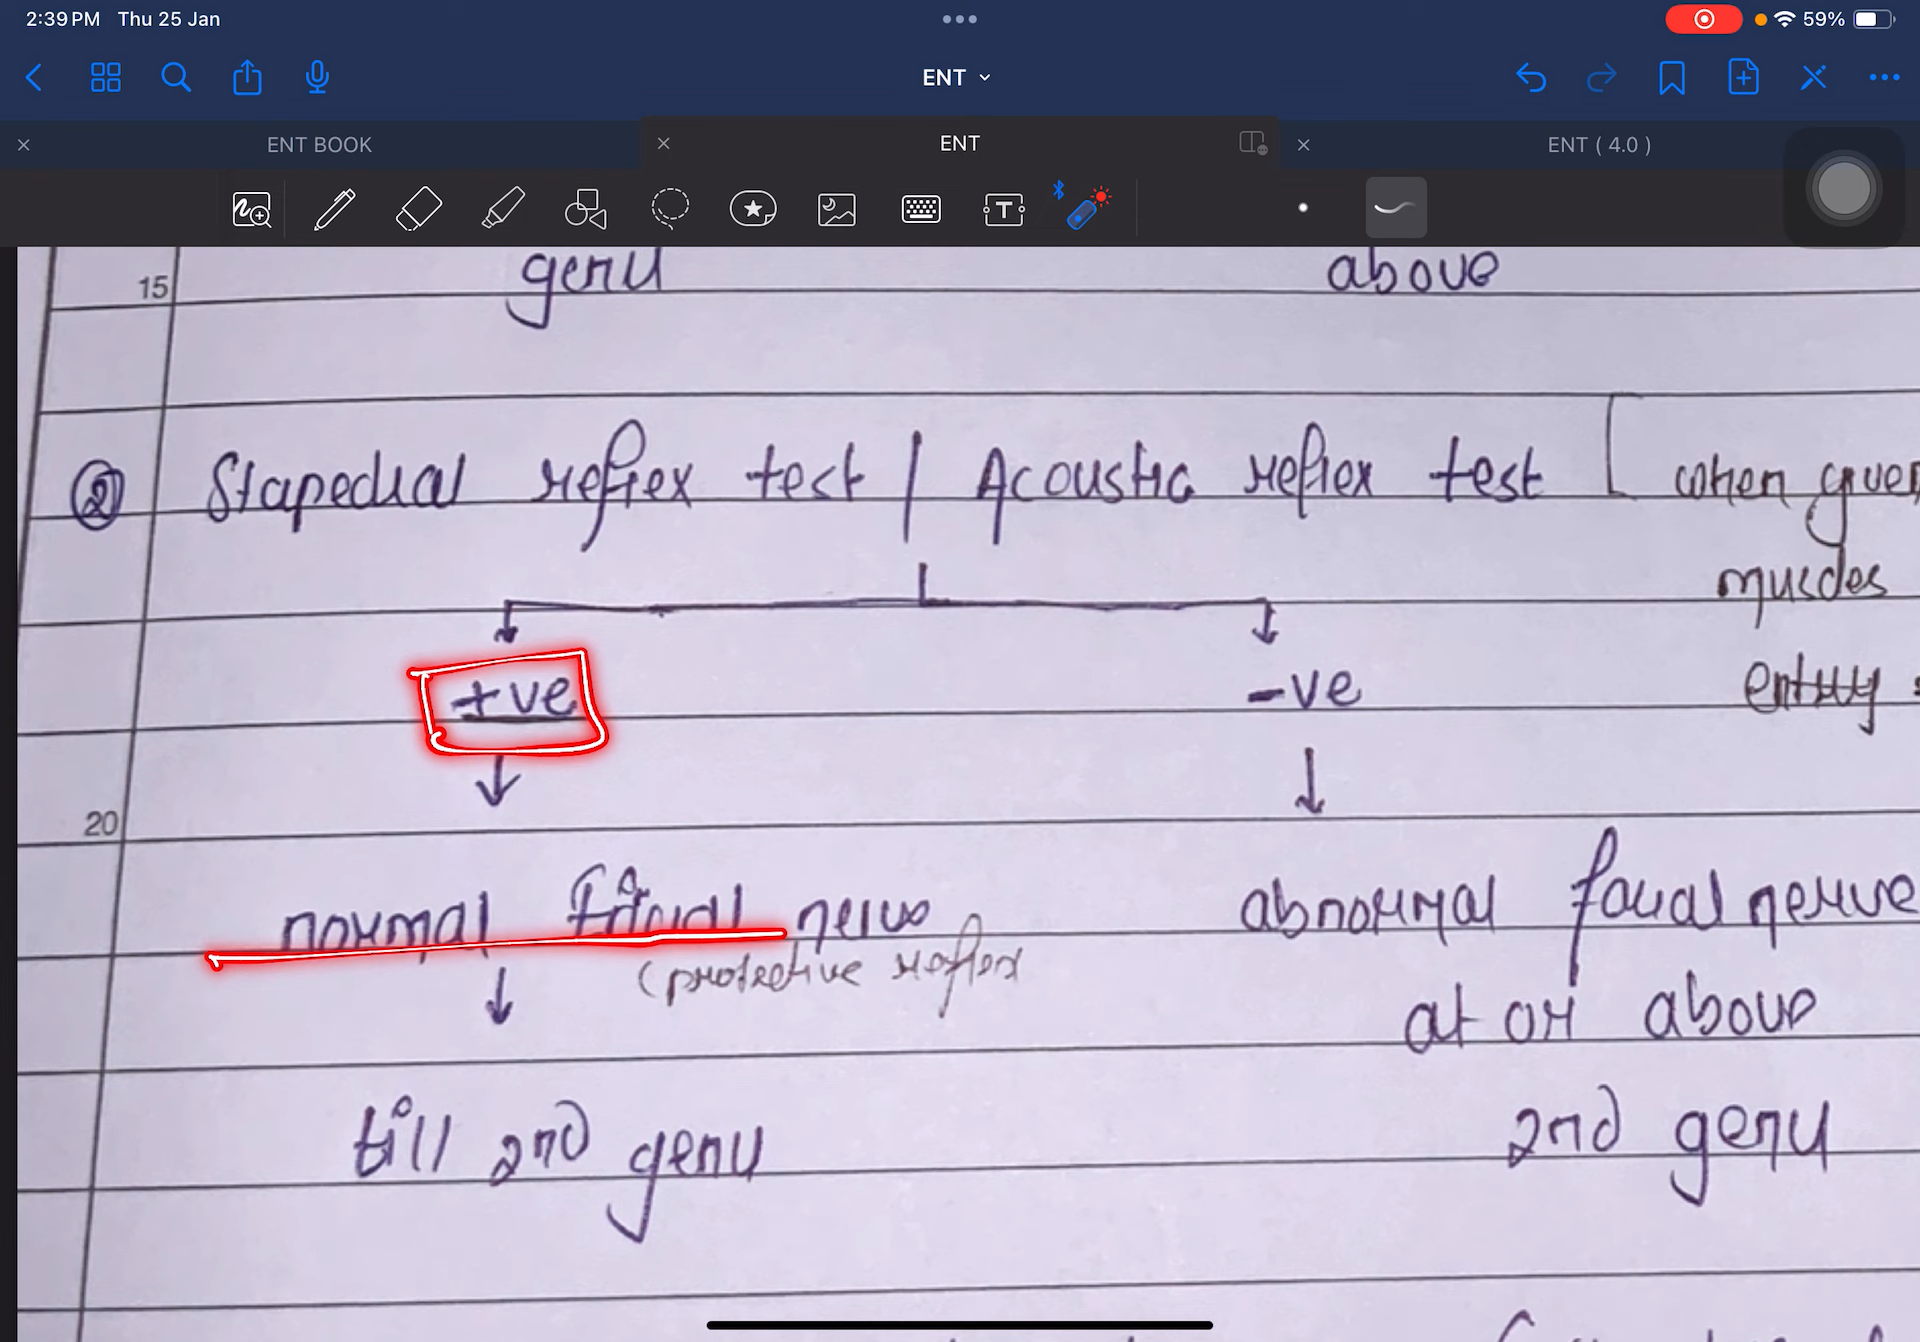 2:39 PM Thu 25 Jan 59%
ENT
ENT BOOK ENT ENT ( 4.0 )
15 genu above
② Stapedial reflex test / Acoustic reflex test [ when given
muscles
+ve -ve entry
20
normal facial nerve abnormal facial nerve
(protective reflex
at or above
till 2nd genu 2nd genu